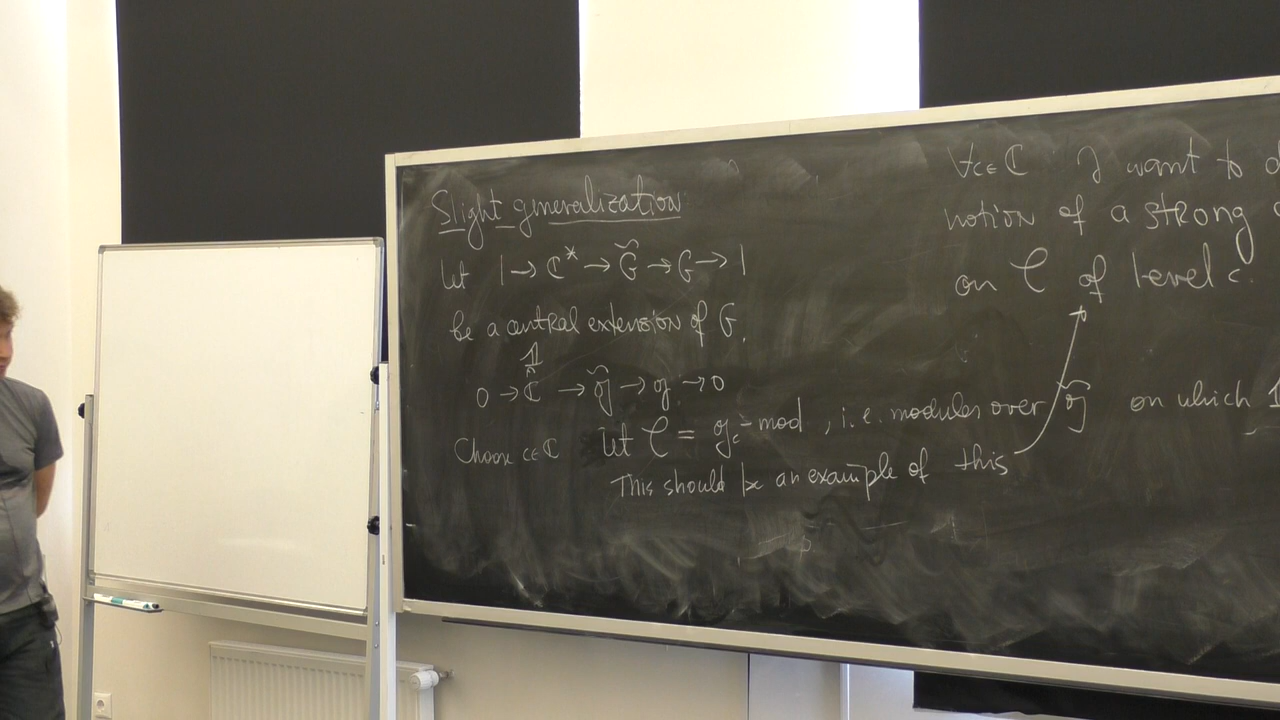 Slight generalization
Let 1 → ℂ* → G̃ → G → 1
be a central extension of G.
𝟙
0 → ℂ → 𝔤̃ → 𝔤 → 0
Choose c∈ℂ Let 𝒞 = 𝔤_c-mod, i.e. modules over 𝔤̃ on which 𝟙
This should be an example of this
∀c∈ℂ I want to d
notion of a strong
on 𝒞 of level c.